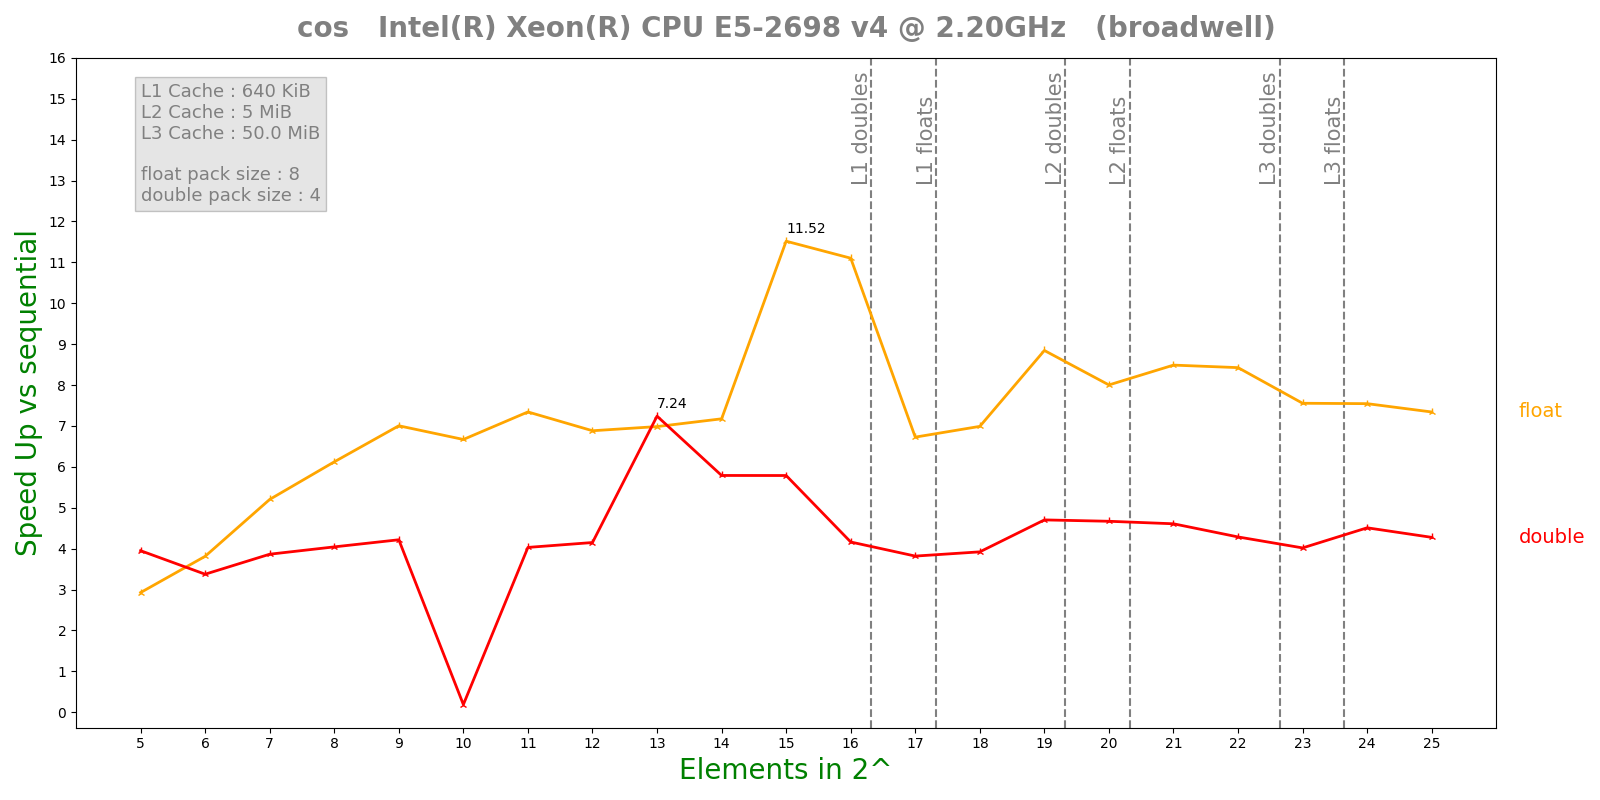 cos   Intel(R) Xeon(R) CPU E5-2698 v4 @ 2.20GHz   (broadwell)
L1 Cache : 640 KiB
L2 Cache : 5 MiB
L3 Cache : 50.0 MiB
float pack size : 8
double pack size : 4
L1 doubles
L1 floats
L2 doubles
L2 floats
L3 doubles
L3 floats
11.52
7.24
float
double
Speed Up vs sequential
16
15
14
13
12
11
10
9
8
7
6
5
4
3
2
1
0
5 6 7 8 9 10 11 12 13 14 15 16 17 18 19 20 21 22 23 24 25
Elements in 2^